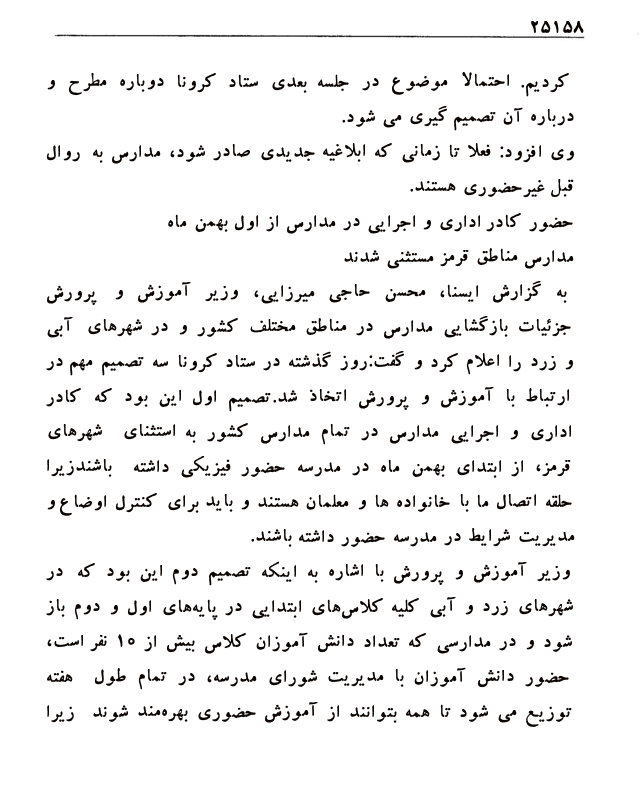 ۲۵۱۵۸
کردیم. احتمالا موضوع در جلسه بعدی ستاد کرونا دوباره مطرح و
درباره آن تصمیم گیری می شود.
وی افزود: فعلا تا زمانی که ابلاغیه جدیدی صادر شود، مدارس به روال
قبل غیرحضوری هستند.
حضور کادر اداری و اجرایی در مدارس از اول بهمن ماه
مدارس مناطق قرمز مستثنی شدند
به گزارش ایسنا، محسن حاجی میرزایی، وزیر آموزش و پرورش
جزئیات بازگشایی مدارس در مناطق مختلف کشور و در شهرهای آبی
و زرد را اعلام کرد و گفت:روز گذشته در ستاد کرونا سه تصمیم مهم در
ارتباط با آموزش و پرورش اتخاذ شد.تصمیم اول این بود که کادر
اداری و اجرایی مدارس در تمام مدارس کشور به استثنای شهرهای
قرمز، از ابتدای بهمن ماه در مدرسه حضور فیزیکی داشته باشندزیرا
حلقه اتصال ما با خانواده ها و معلمان هستند و باید برای کنترل اوضاع و
مدیریت شرایط در مدرسه حضور داشته باشند.
وزیر آموزش و پرورش با اشاره به اینکه تصمیم دوم این بود که در
شهرهای زرد و آبی کلیه کلاس‌های ابتدایی در پایه‌های اول و دوم باز
شود و در مدارسی که تعداد دانش آموزان کلاس بیش از ۱۰ نفر است،
حضور دانش آموزان با مدیریت شورای مدرسه، در تمام طول هفته
توزیع می شود تا همه بتوانند از آموزش حضوری بهره‌مند شوند زیرا